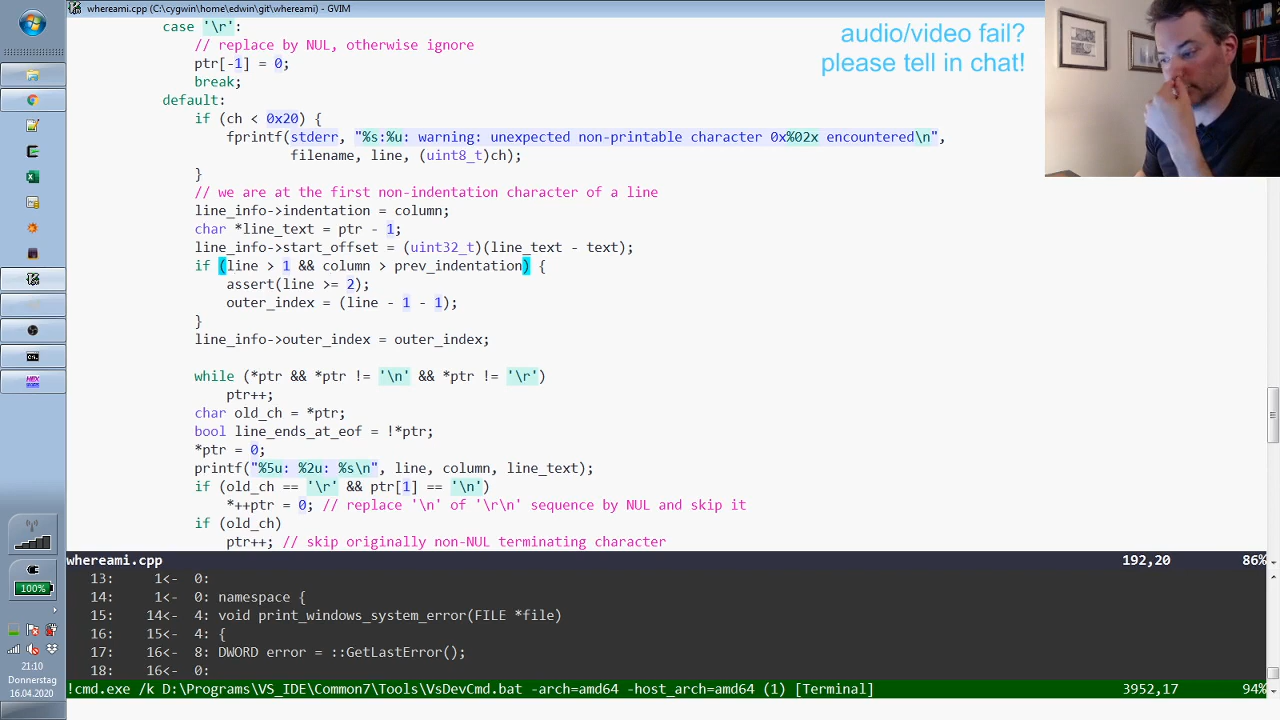 whereami.cpp (C:\cygwin\home\edwin\git\whereami) - GVIM
case '\r':
// replace by NUL, otherwise ignore
ptr[-1] = 0;
break;
default:
if (ch < 0x20) {
fprintf(stderr, "%s:%u: warning: unexpected non-printable character 0x%02x encountered\n",
filename, line, (uint8_t)ch);
}
// we are at the first non-indentation character of a line
line_info->indentation = column;
char *line_text = ptr - 1;
line_info->start_offset = (uint32_t)(line_text - text);
if (line > 1 && column > prev_indentation) {
assert(line >= 2);
outer_index = (line - 1 - 1);
}
line_info->outer_index = outer_index;
while (*ptr && *ptr != '\n' && *ptr != '\r')
ptr++;
char old_ch = *ptr;
bool line_ends_at_eof = !*ptr;
*ptr = 0;
printf("%5u: %2u: %s\n", line, column, line_text);
if (old_ch == '\r' && ptr[1] == '\n')
*++ptr = 0; // replace '\n' of '\r\n' sequence by NUL and skip it
if (old_ch)
ptr++; // skip originally non-NUL terminating character
whereami.cpp 192,20 86%
13: 1<- 0:
14: 1<- 0: namespace {
15: 14<- 4: void print_windows_system_error(FILE *file)
16: 15<- 4: {
17: 16<- 8: DWORD error = ::GetLastError();
18: 16<- 0:
!cmd.exe /k D:\Programs\VS_IDE\Common7\Tools\VsDevCmd.bat -arch=amd64 -host_arch=amd64 (1) [Terminal] 3952,17 94%
audio/video fail?
please tell in chat!
HEX
100%
21:10
Donnerstag
16.04.2020